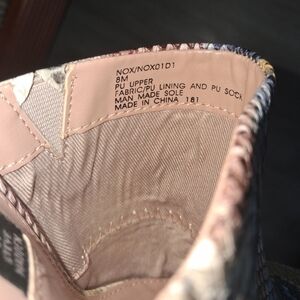 NOX/NOX01D1
8M
PU UPPER
FABRIC/PU LINING AND PU SOCK
MAN MADE SOLE
MADE IN CHINA 181